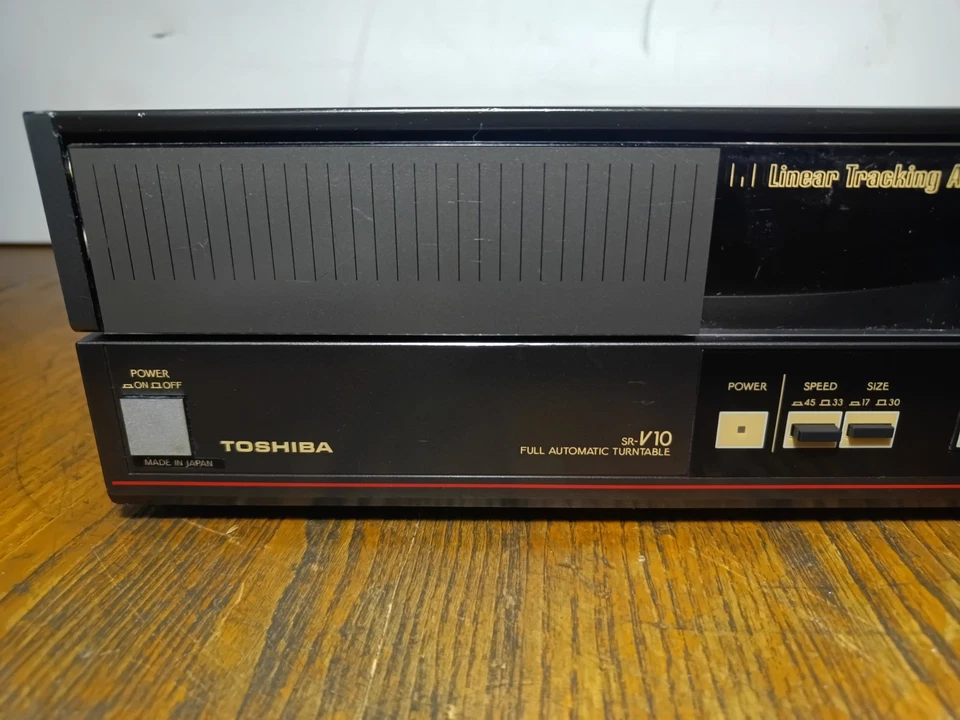 Linear Tracking A
POWER
ON OFF
TOSHIBA
MADE IN JAPAN
SR-V10
FULL AUTOMATIC TURNTABLE
POWER SPEED SIZE
45 33 17 30